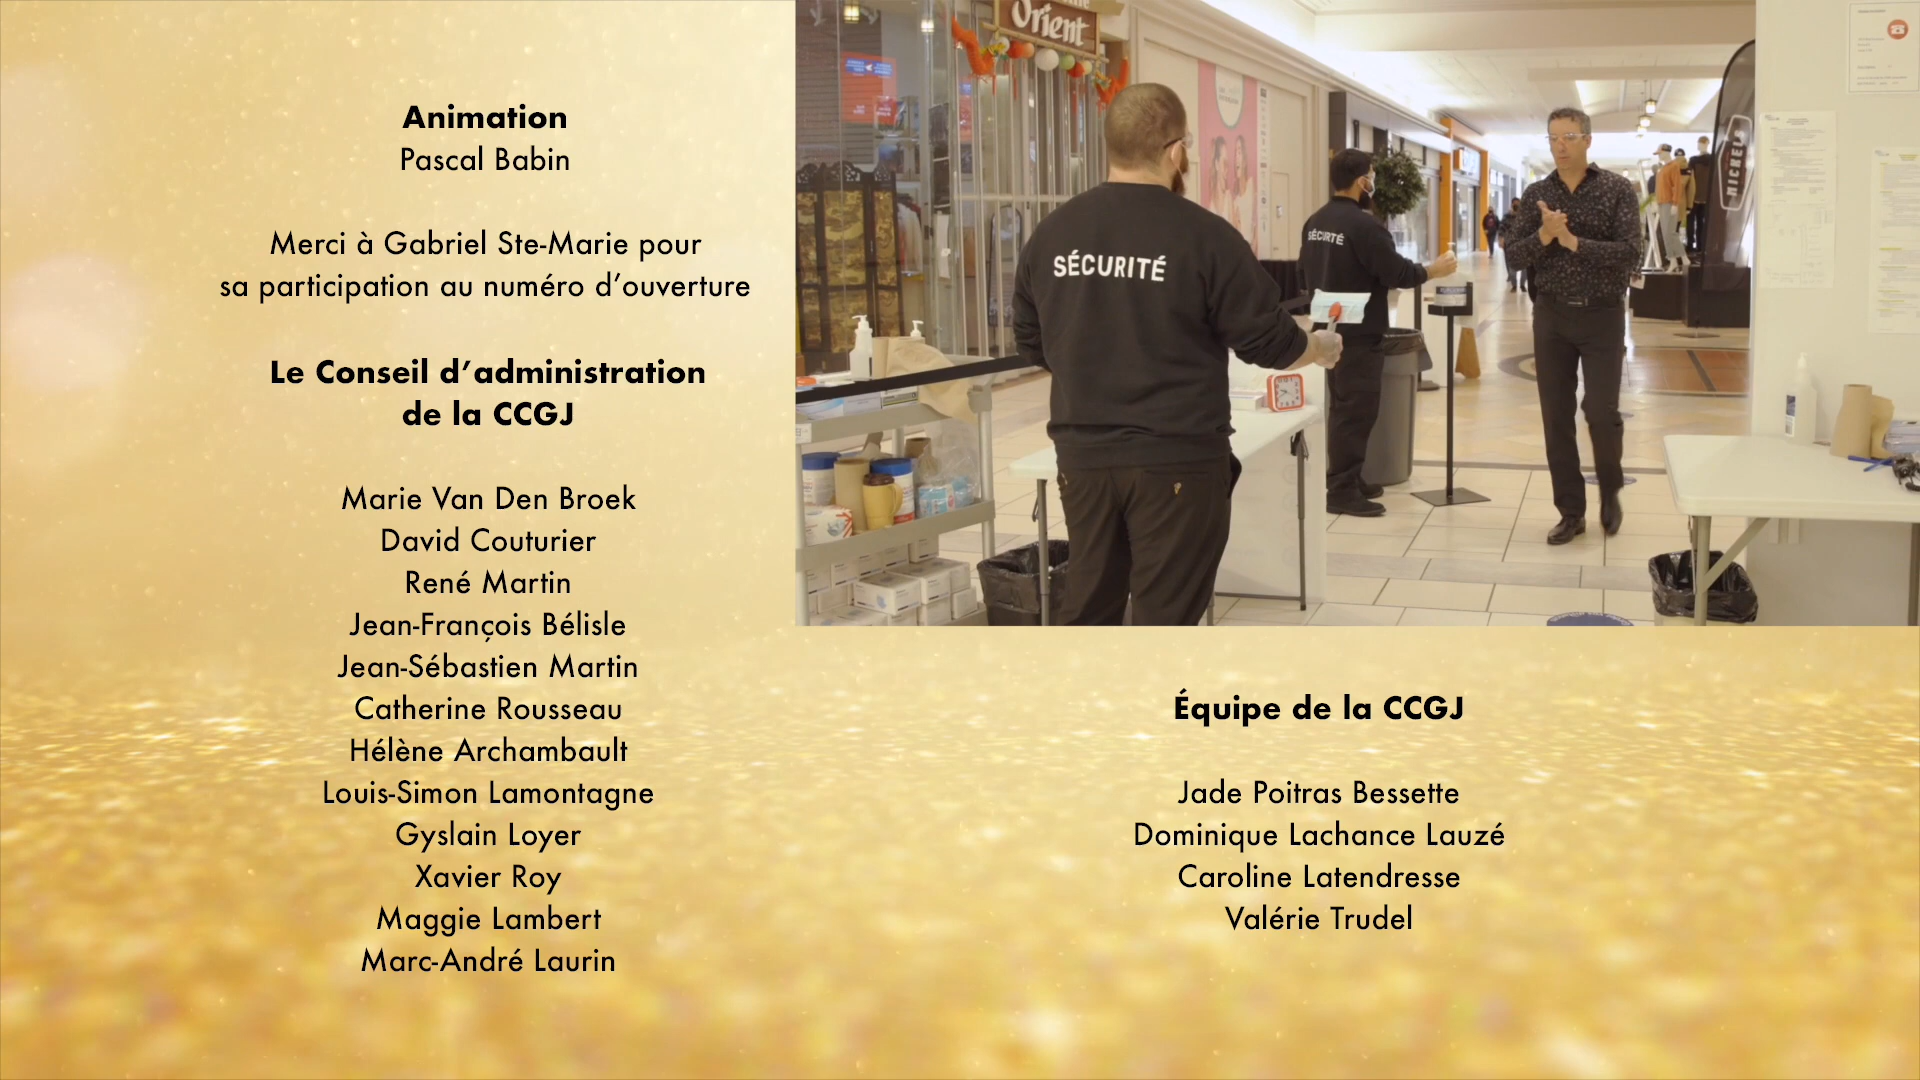 Animation
Pascal Babin
Merci à Gabriel Ste-Marie pour
sa participation au numéro d’ouverture
Le Conseil d’administration
de la CCGJ
Marie Van Den Broek
David Couturier
René Martin
Jean-François Bélisle
Jean-Sébastien Martin
Catherine Rousseau
Hélène Archambault
Louis-Simon Lamontagne
Gyslain Loyer
Xavier Roy
Maggie Lambert
Marc-André Laurin
Orient
SÉCURITÉ
SÉCURTÉ
MICHELS
Équipe de la CCGJ
Jade Poitras Bessette
Dominique Lachance Lauzé
Caroline Latendresse
Valérie Trudel